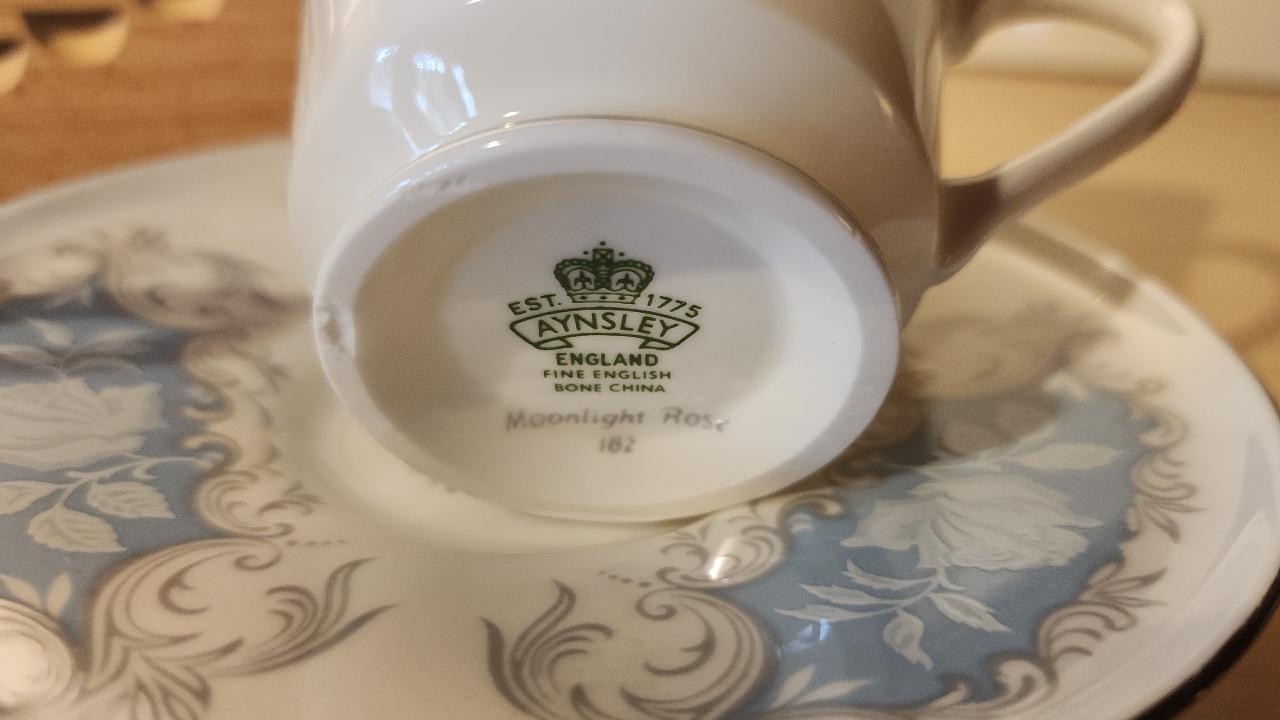 EST. 1775
AYNSLEY
ENGLAND
FINE ENGLISH
BONE CHINA
Moonlight Rose
182